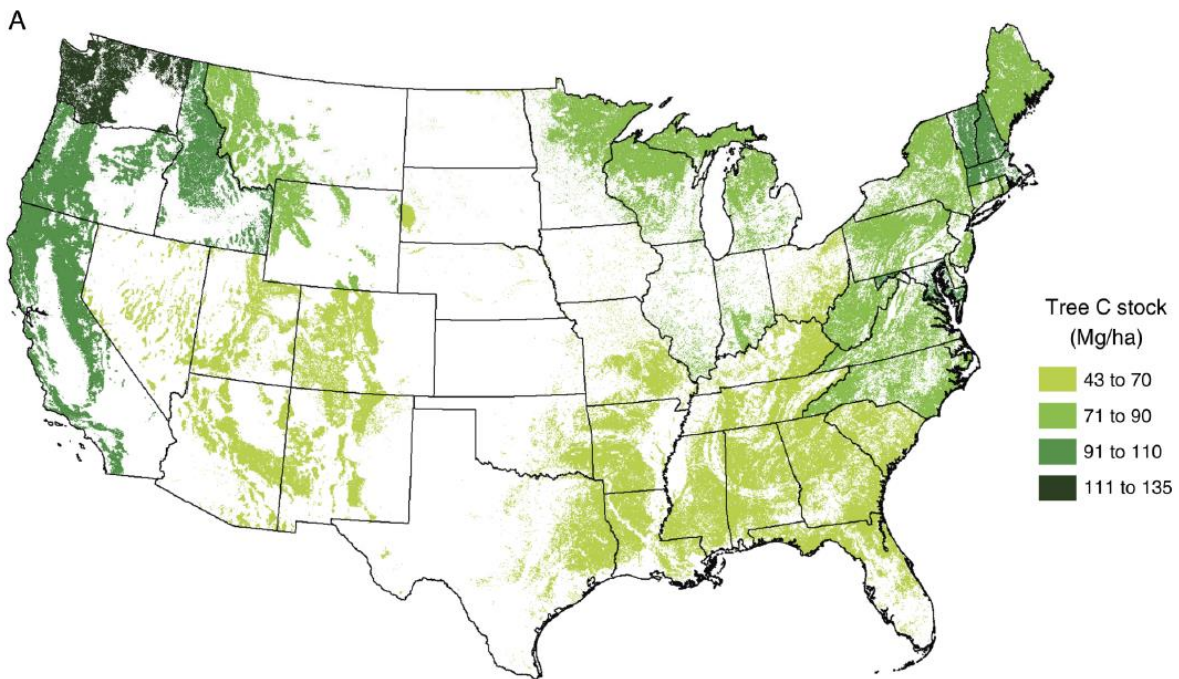 A
Tree C stock
(Mg/ha)
43 to 70
71 to 90
91 to 110
111 to 135